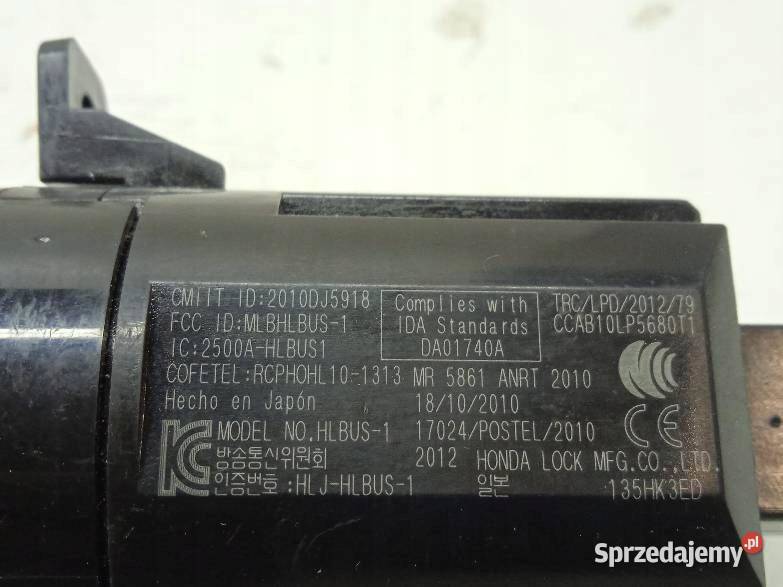 CMIIT ID:2010DJ5918
FCC ID:MLBHLBUS-1
IC:2500A-HLBUS1
Complies with
IDA Standards
DA01740A
TRC/LPD/2012/79
CCAB10LP5680T1
COFETEL:RCPHOHL10-1313 MR 5861 ANRT 2010
Hecho en Japón 18/10/2010
MODEL NO.HLBUS-1 17024/POSTEL/2010
CE
KC
방송통신위원회 2012 HONDA LOCK MFG.CO.,LTD.
인증번호:HLJ-HLBUS-1 일본 135HK3ED
Sprzedajemy.pl